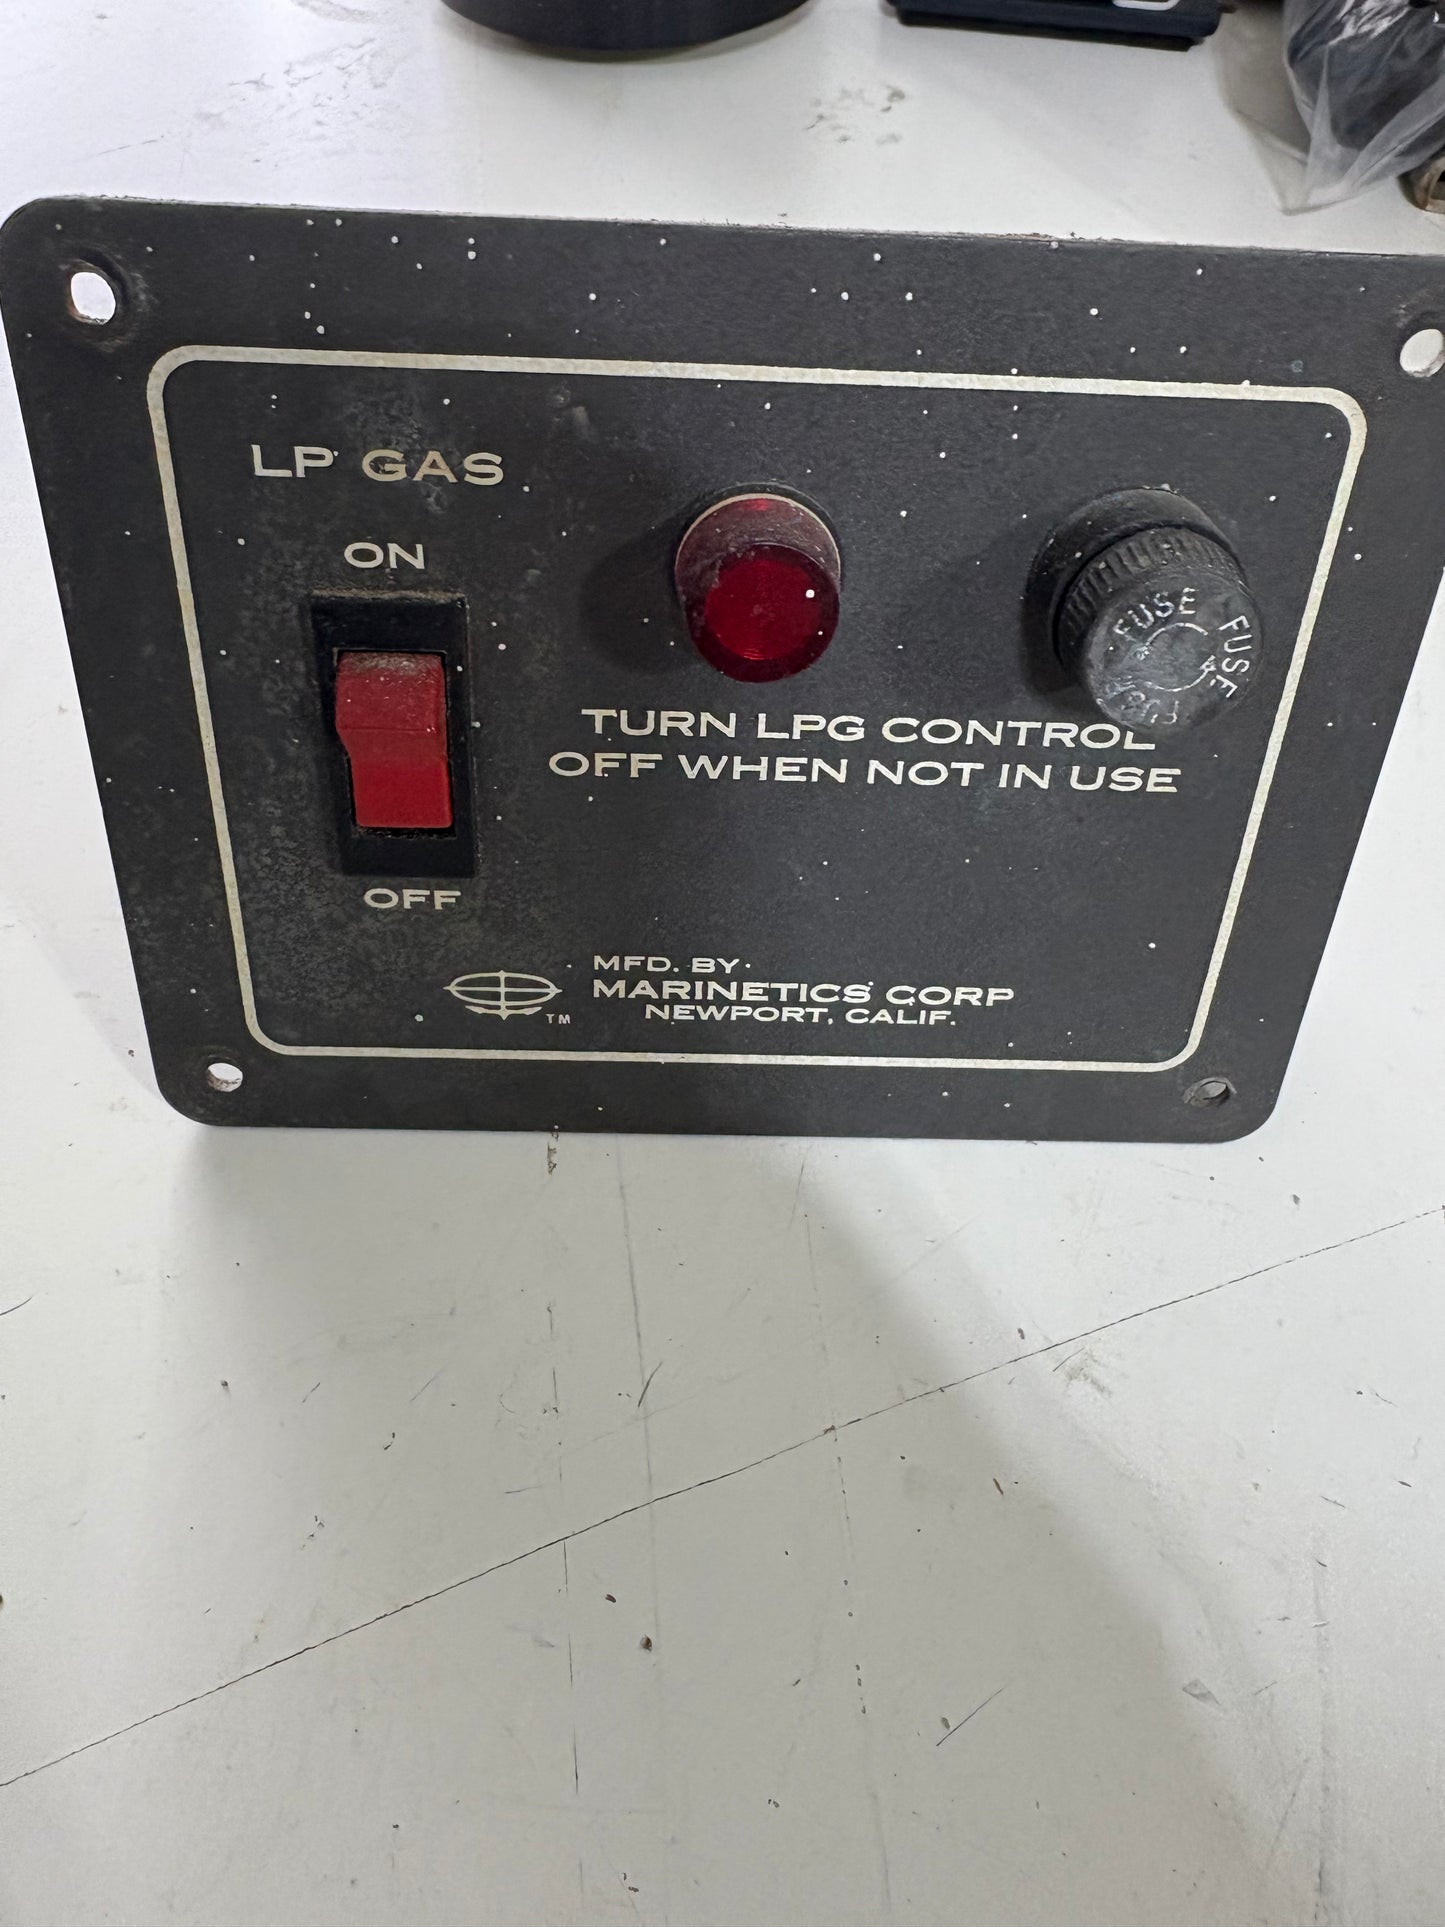 LP GAS
ON
FUSE FUSE
TURN LPG CONTROL
OFF WHEN NOT IN USE
OFF
MFD. BY
MARINETICS CORP
NEWPORT, CALIF.
TM